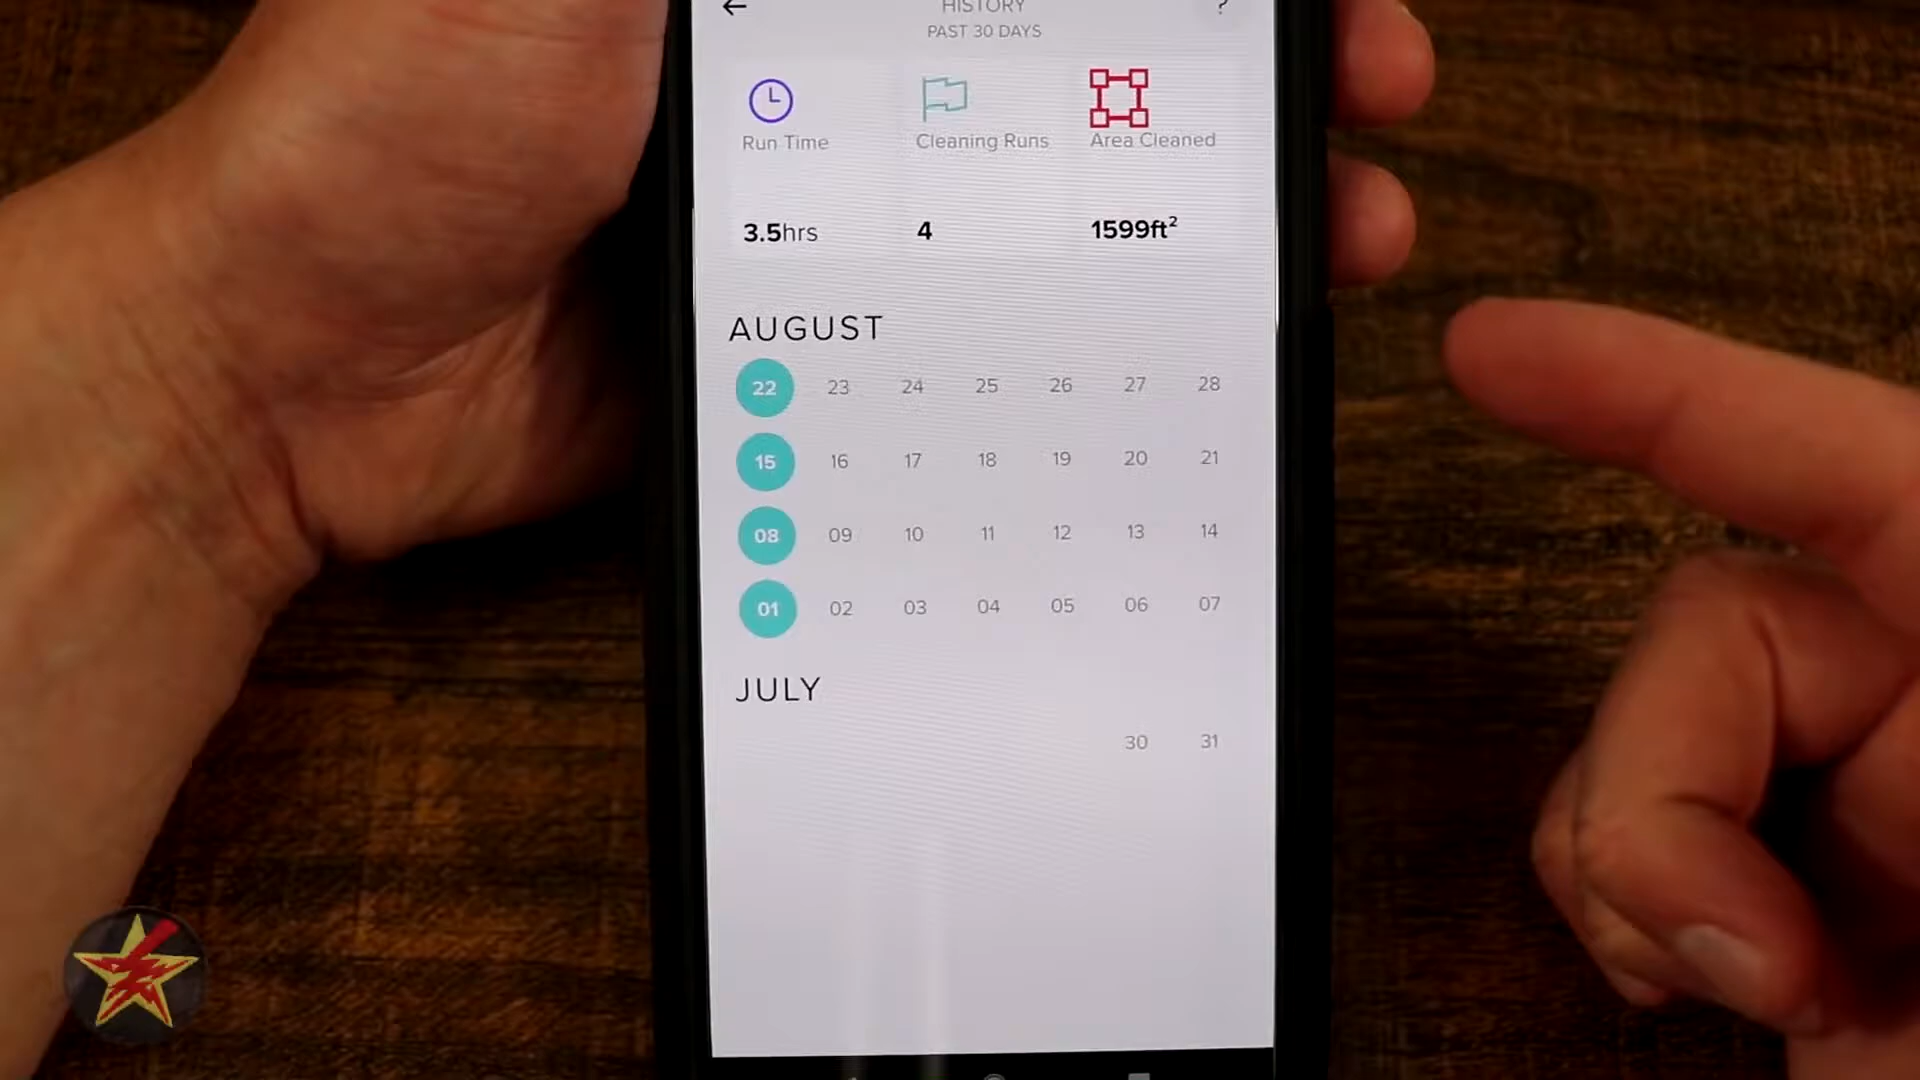 HISTORY
?
PAST 30 DAYS
Run Time Cleaning Runs Area Cleaned
3.5hrs 4 1599ft²
AUGUST
22 23 24 25 26 27 28
15 16 17 18 19 20 21
08 09 10 11 12 13 14
01 02 03 04 05 06 07
JULY
30 31